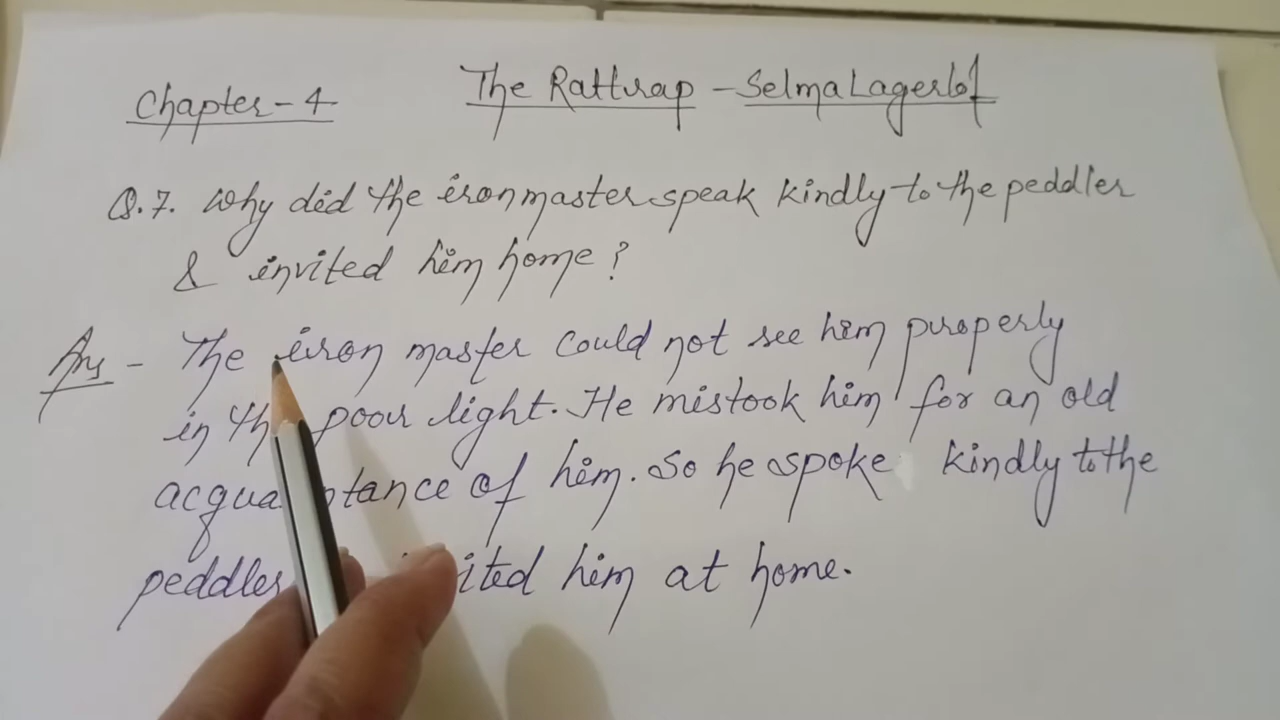 Chapter-4 The Rattrap - Selma Lagerlof
Q.7. Why did the ironmaster speak kindly to the peddler
& invited him home?
Ans - The iron master could not see him properly
in poor light. He mistook him for an old
of him. So he spoke kindly to the
him at home.